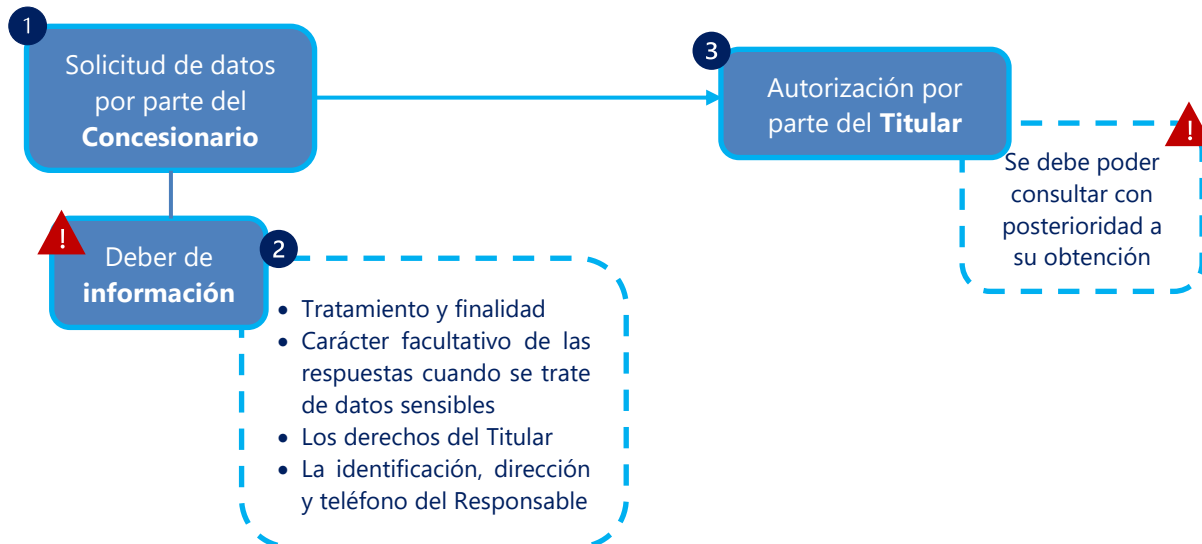 1
Solicitud de datos
por parte del
Concesionario
!
Deber de
información
2
• Tratamiento y finalidad
• Carácter facultativo de las
respuestas cuando se trate
de datos sensibles
• Los derechos del Titular
• La identificación, dirección
y teléfono del Responsable
3
Autorización por
parte del Titular
!
Se debe poder
consultar con
posterioridad a
su obtención